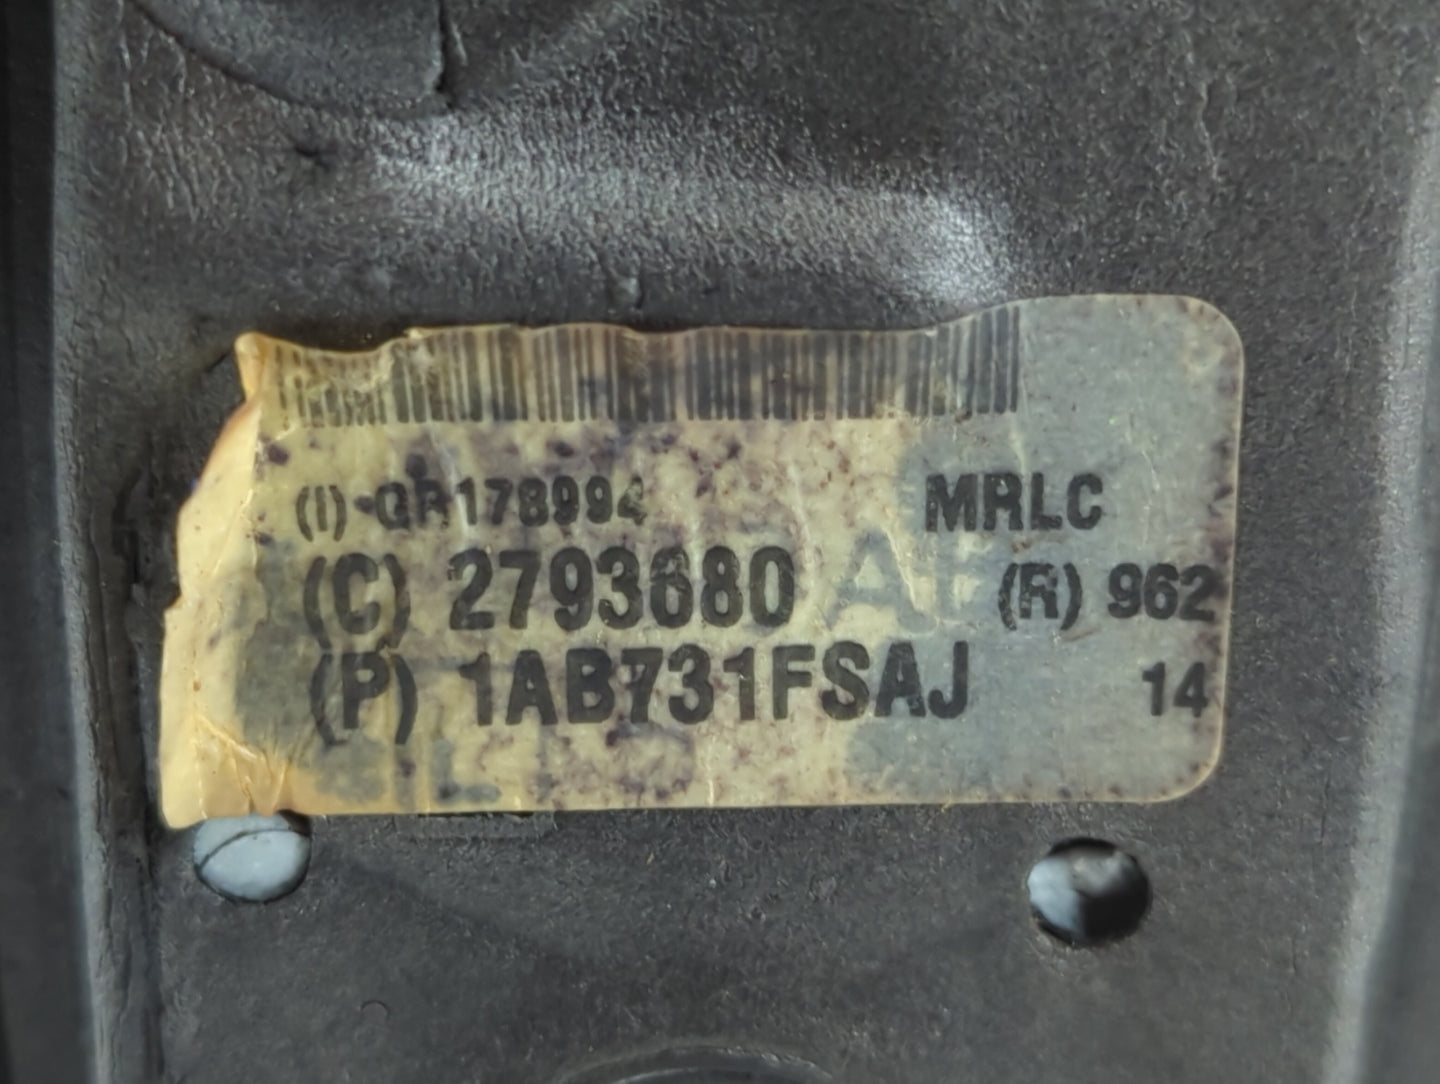 (I) GR178994 MRLC
(C) 2793680 (R) 962
(P) 1AB731FSAJ 14